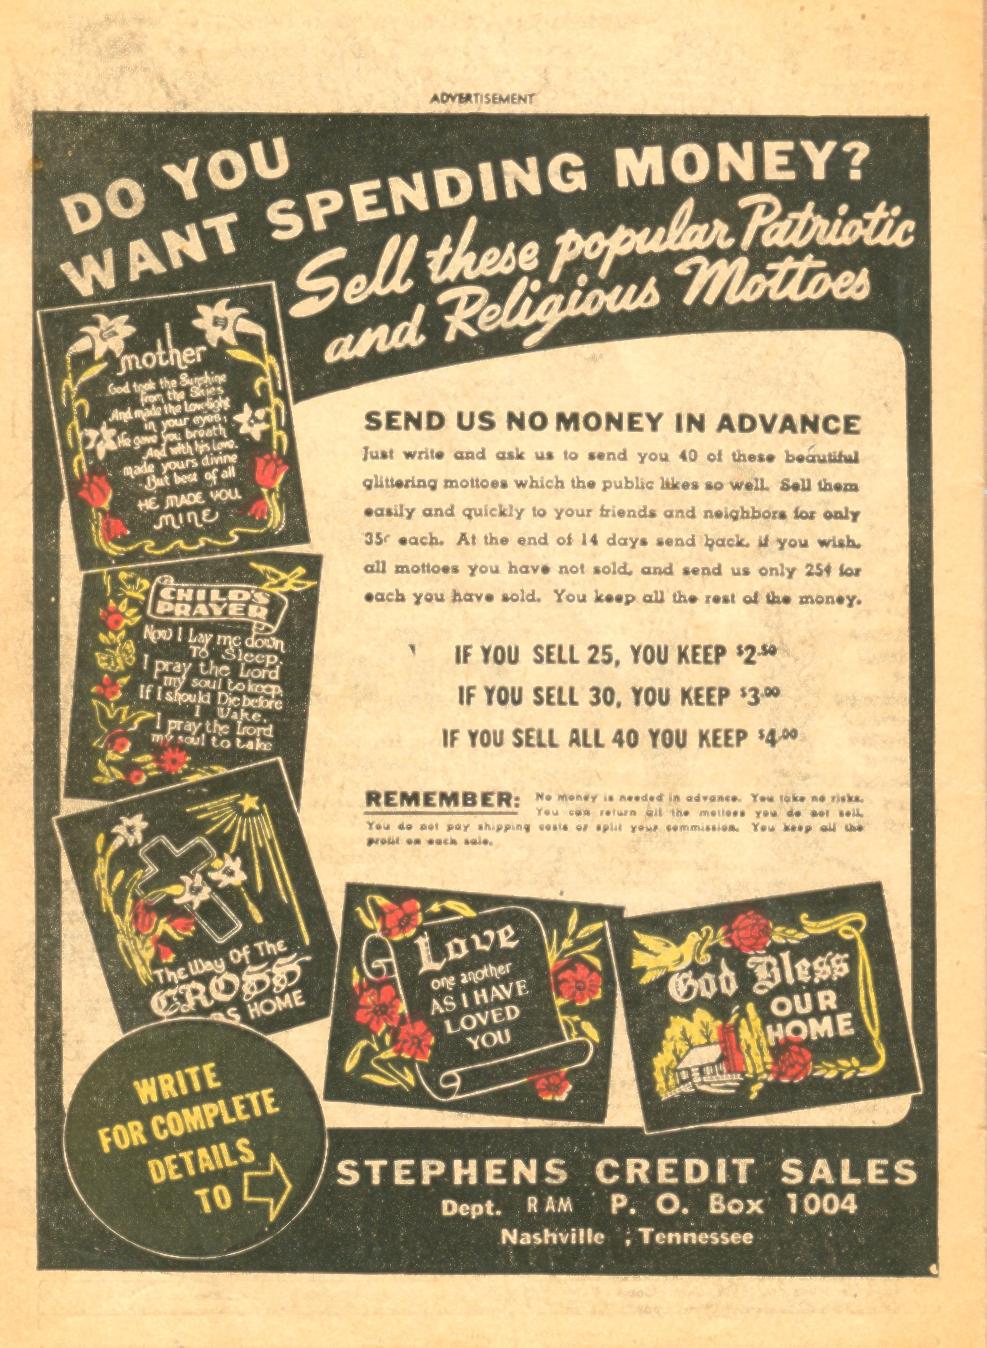 ADVERTISEMENT
DO YOU
WANT SPENDING MONEY?
Sell these popular Patriotic
and Religious Mottoes
mother
God took the Sunshine
from the Skies
And made the Lovelight
in your eyes;
He gave you breath
And with his Love.
made yours divine
But best of all
HE MADE YOU
MINE
CHILD'S
PRAYER
Now I Lay me down
To Sleep.
I pray the Lord
my soul to keep.
If I should Die before
I Wake.
I pray the Lord
my soul to take
The Way Of The
CROSS
HOME
SEND US NO MONEY IN ADVANCE
Just write and ask us to send you 40 of these beautiful
glittering mottoes which the public likes so well. Sell them
easily and quickly to your friends and neighbors for only
35¢ each. At the end of 14 days send back, if you wish,
all mottoes you have not sold, and send us only 25¢ for
each you have sold. You keep all the rest of the money.
IF YOU SELL 25, YOU KEEP $2.50
IF YOU SELL 30, YOU KEEP $3.00
IF YOU SELL ALL 40 YOU KEEP $4.00
REMEMBER: No money is needed in advance. You take no risks.
You can return all the mottoes you do not sell.
You do not pay shipping costs or split your commission. You keep all the
profit on each sale.
Love
one another
AS I HAVE
LOVED
YOU
God Bless
OUR
HOME
WRITE
FOR COMPLETE
DETAILS
TO
STEPHENS CREDIT SALES
Dept. RAM P. O. Box 1004
Nashville, Tennessee